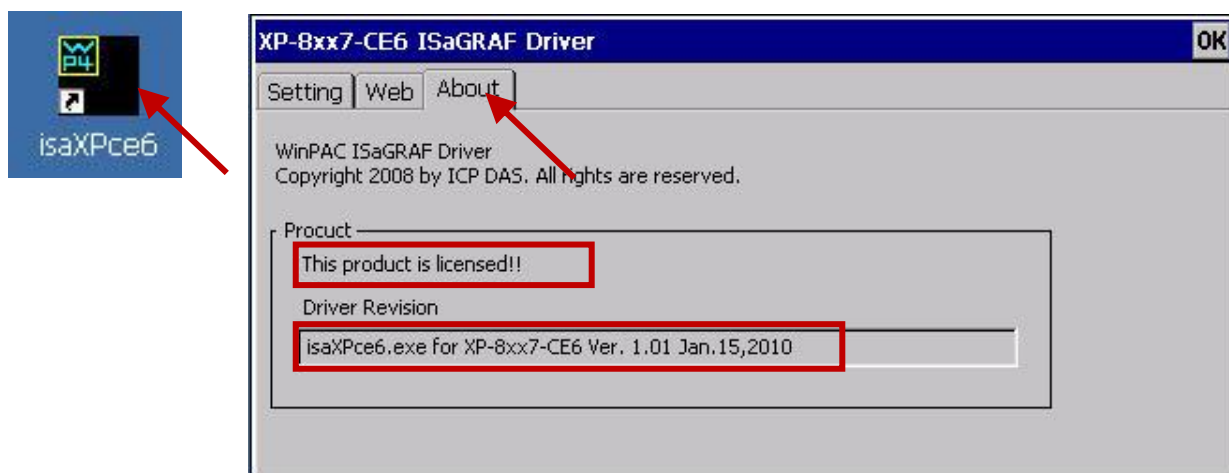 W
P4
isaXPce6
XP-8xx7-CE6 ISaGRAF Driver
OK
Setting
Web
About
WinPAC ISaGRAF Driver
Copyright 2008 by ICP DAS. All rights are reserved.
Procuct
This product is licensed!!
Driver Revision
isaXPce6.exe for XP-8xx7-CE6 Ver. 1.01 Jan.15,2010